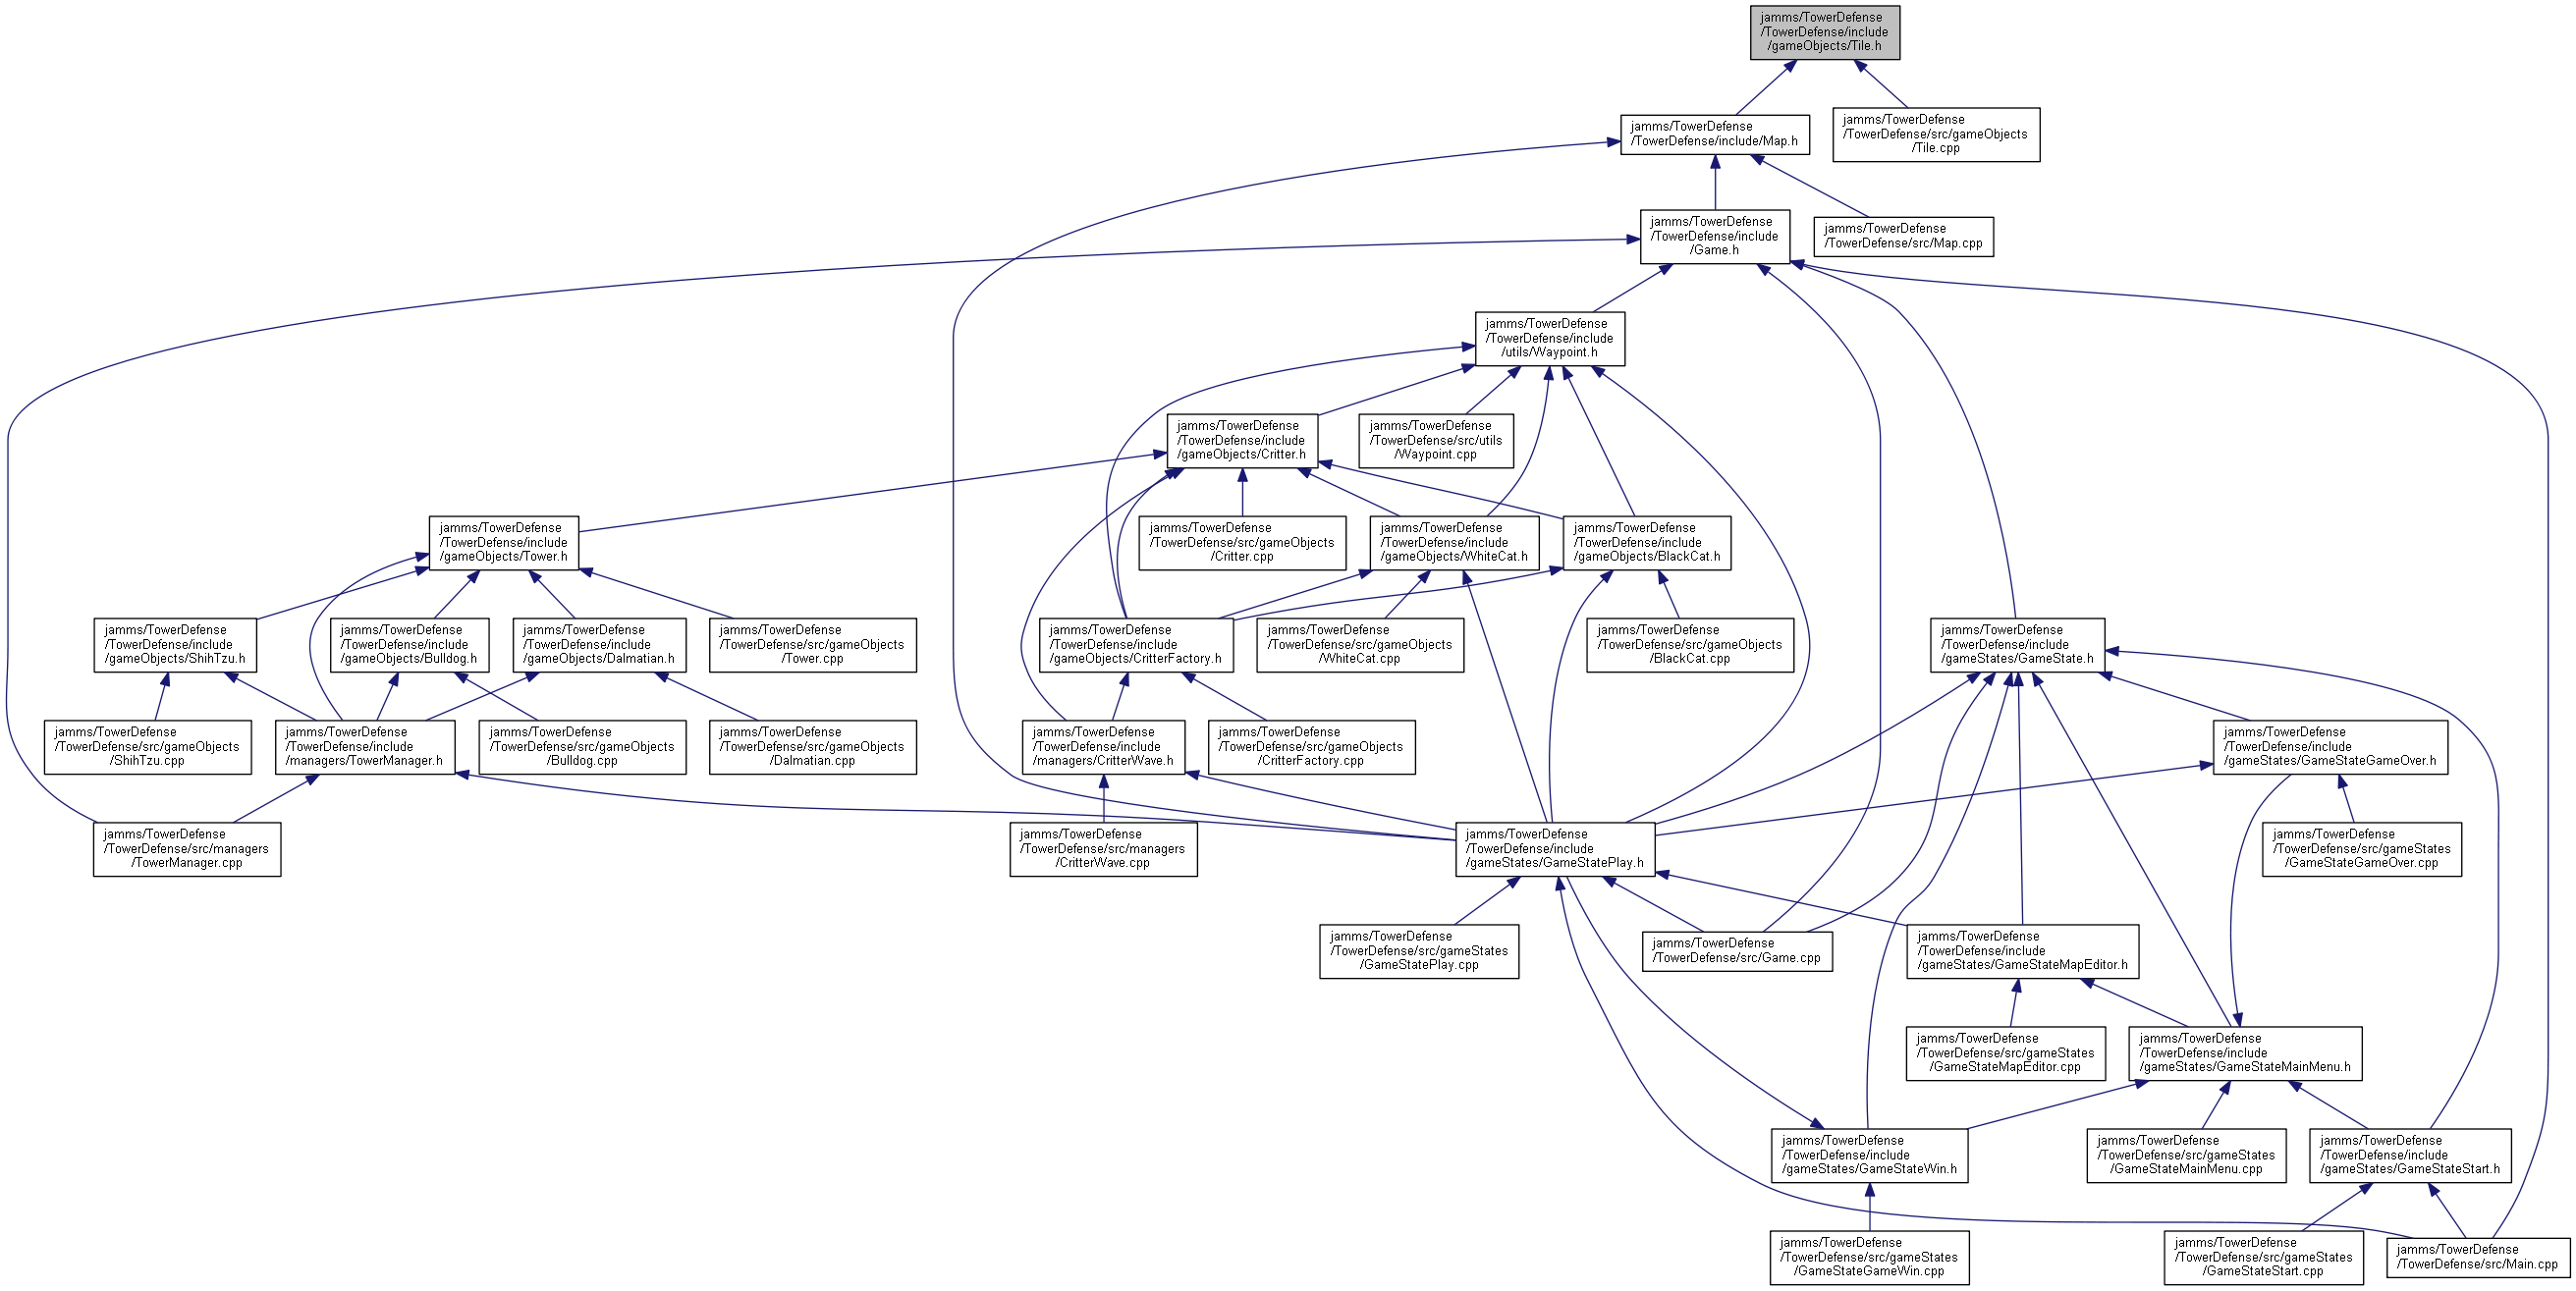 jamms/TowerDefense
/TowerDefense/include
/gameObjects/Tile.h
jamms/TowerDefense
/TowerDefense/include/Map.h
jamms/TowerDefense
/TowerDefense/src/gameObjects
/Tile.cpp
jamms/TowerDefense
/TowerDefense/include
/Game.h
jamms/TowerDefense
/TowerDefense/src/Map.cpp
jamms/TowerDefense
/TowerDefense/include
/utils/Waypoint.h
jamms/TowerDefense
/TowerDefense/include
/gameObjects/Critter.h
jamms/TowerDefense
/TowerDefense/src/utils
/Waypoint.cpp
jamms/TowerDefense
/TowerDefense/include
/gameObjects/Tower.h
jamms/TowerDefense
/TowerDefense/src/gameObjects
/Critter.cpp
jamms/TowerDefense
/TowerDefense/include
/gameObjects/WhiteCat.h
jamms/TowerDefense
/TowerDefense/include
/gameObjects/BlackCat.h
jamms/TowerDefense
/TowerDefense/include
/gameObjects/ShihTzu.h
jamms/TowerDefense
/TowerDefense/include
/gameObjects/Bulldog.h
jamms/TowerDefense
/TowerDefense/include
/gameObjects/Dalmatian.h
jamms/TowerDefense
/TowerDefense/src/gameObjects
/Tower.cpp
jamms/TowerDefense
/TowerDefense/include
/gameObjects/CritterFactory.h
jamms/TowerDefense
/TowerDefense/src/gameObjects
/WhiteCat.cpp
jamms/TowerDefense
/TowerDefense/src/gameObjects
/BlackCat.cpp
jamms/TowerDefense
/TowerDefense/include
/gameStates/GameState.h
jamms/TowerDefense
/TowerDefense/src/gameObjects
/ShihTzu.cpp
jamms/TowerDefense
/TowerDefense/include
/managers/TowerManager.h
jamms/TowerDefense
/TowerDefense/src/gameObjects
/Bulldog.cpp
jamms/TowerDefense
/TowerDefense/src/gameObjects
/Dalmatian.cpp
jamms/TowerDefense
/TowerDefense/include
/managers/CritterWave.h
jamms/TowerDefense
/TowerDefense/src/gameObjects
/CritterFactory.cpp
jamms/TowerDefense
/TowerDefense/include
/gameStates/GameStateGameOver.h
jamms/TowerDefense
/TowerDefense/src/managers
/TowerManager.cpp
jamms/TowerDefense
/TowerDefense/src/managers
/CritterWave.cpp
jamms/TowerDefense
/TowerDefense/include
/gameStates/GameStatePlay.h
jamms/TowerDefense
/TowerDefense/src/gameStates
/GameStateGameOver.cpp
jamms/TowerDefense
/TowerDefense/src/gameStates
/GameStatePlay.cpp
jamms/TowerDefense
/TowerDefense/src/Game.cpp
jamms/TowerDefense
/TowerDefense/include
/gameStates/GameStateMapEditor.h
jamms/TowerDefense
/TowerDefense/src/gameStates
/GameStateMapEditor.cpp
jamms/TowerDefense
/TowerDefense/include
/gameStates/GameStateMainMenu.h
jamms/TowerDefense
/TowerDefense/include
/gameStates/GameStateWin.h
jamms/TowerDefense
/TowerDefense/src/gameStates
/GameStateMainMenu.cpp
jamms/TowerDefense
/TowerDefense/include
/gameStates/GameStateStart.h
jamms/TowerDefense
/TowerDefense/src/gameStates
/GameStateGameWin.cpp
jamms/TowerDefense
/TowerDefense/src/gameStates
/GameStateStart.cpp
jamms/TowerDefense
/TowerDefense/src/Main.cpp